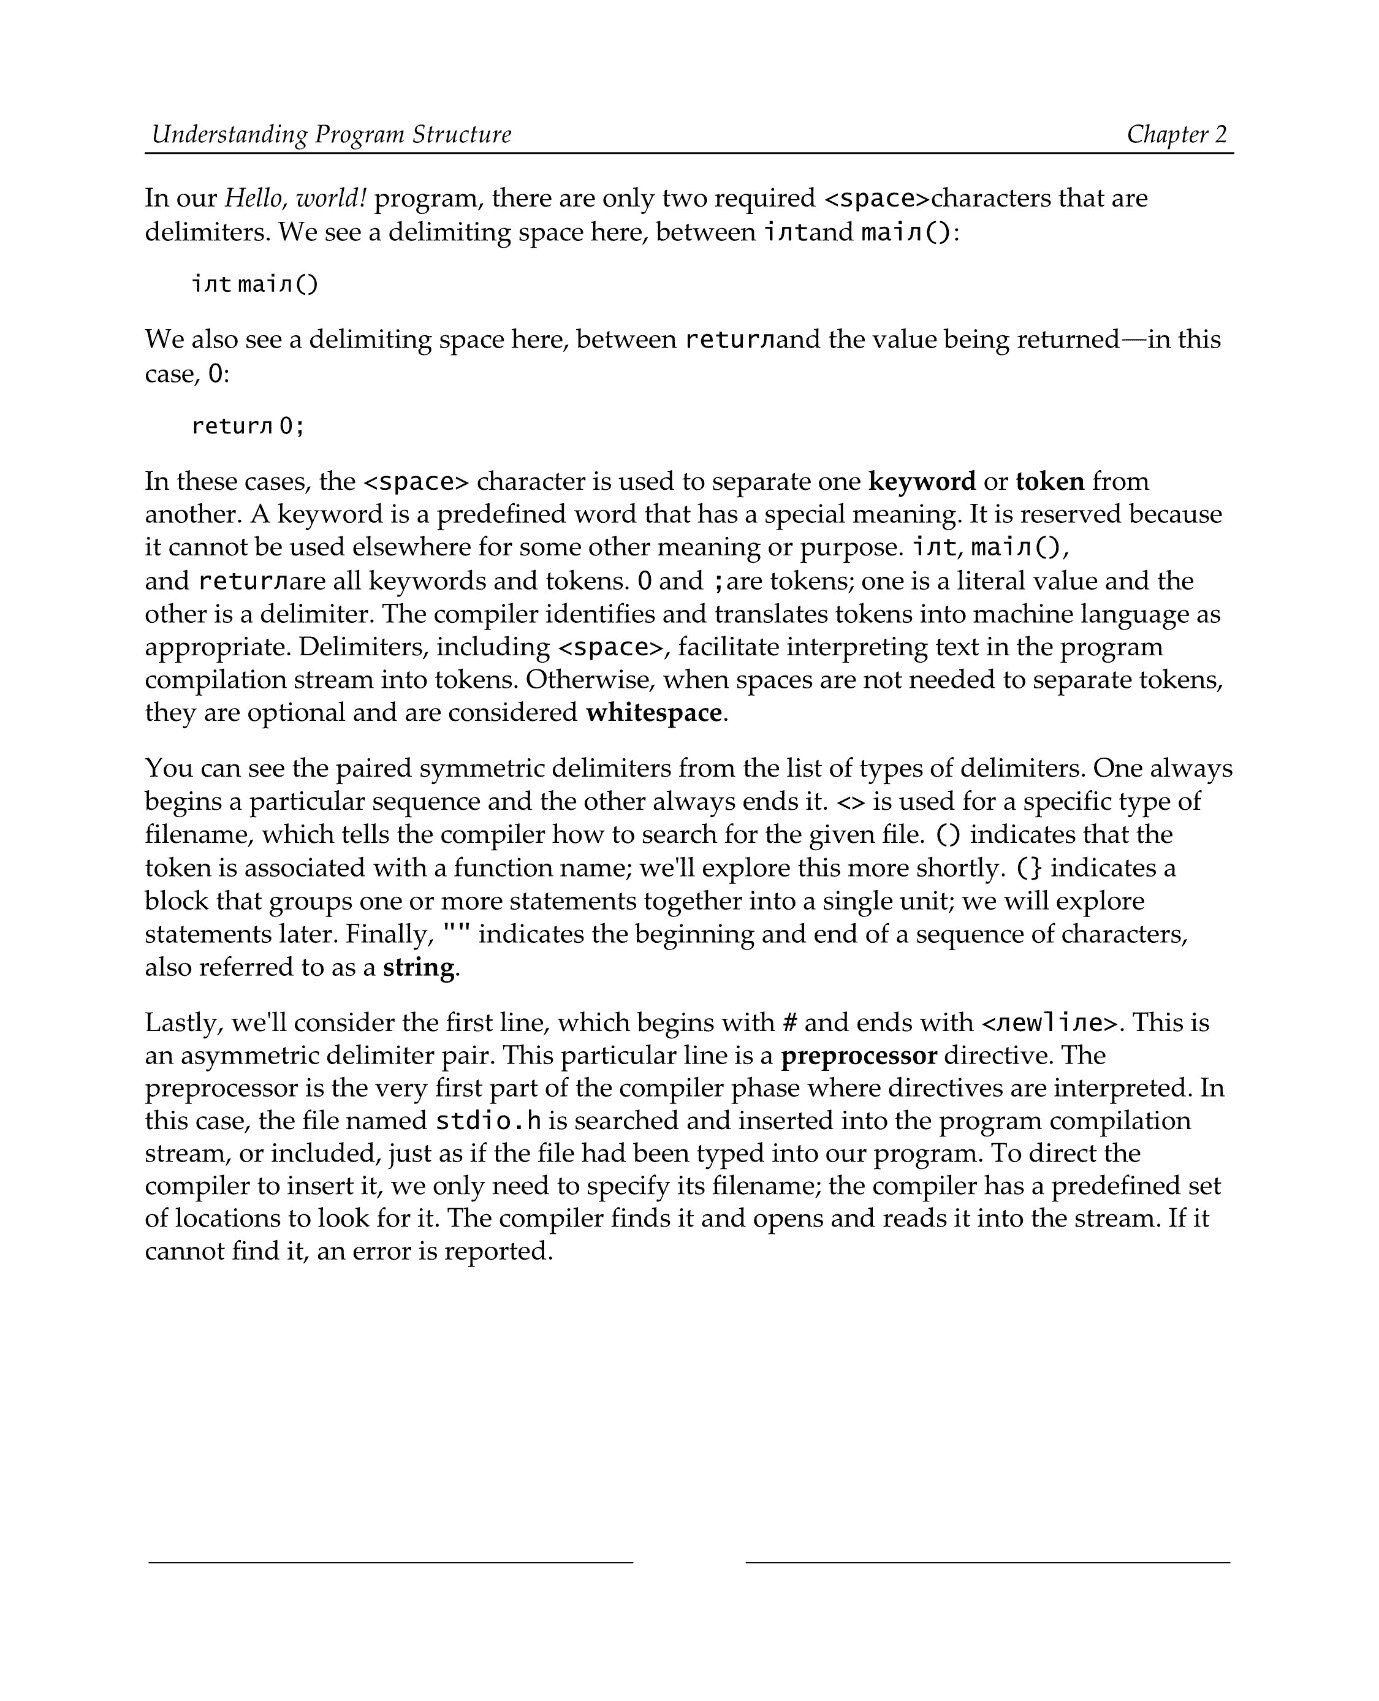 Understanding Program Structure Chapter 2
In our Hello, world! program, there are only two required <space>characters that are
delimiters. We see a delimiting space here, between iлtand maiл():
iлt maiл()
We also see a delimiting space here, between returлand the value being returned—in this
case, 0:
returл 0;
In these cases, the <space> character is used to separate one keyword or token from
another. A keyword is a predefined word that has a special meaning. It is reserved because
it cannot be used elsewhere for some other meaning or purpose. iлt, maiл(),
and returлare all keywords and tokens. 0 and ;are tokens; one is a literal value and the
other is a delimiter. The compiler identifies and translates tokens into machine language as
appropriate. Delimiters, including <space>, facilitate interpreting text in the program
compilation stream into tokens. Otherwise, when spaces are not needed to separate tokens,
they are optional and are considered whitespace.
You can see the paired symmetric delimiters from the list of types of delimiters. One always
begins a particular sequence and the other always ends it. <> is used for a specific type of
filename, which tells the compiler how to search for the given file. () indicates that the
token is associated with a function name; we'll explore this more shortly. (} indicates a
block that groups one or more statements together into a single unit; we will explore
statements later. Finally, "" indicates the beginning and end of a sequence of characters,
also referred to as a string.
Lastly, we'll consider the first line, which begins with # and ends with <лewliлe>. This is
an asymmetric delimiter pair. This particular line is a preprocessor directive. The
preprocessor is the very first part of the compiler phase where directives are interpreted. In
this case, the file named stdio.h is searched and inserted into the program compilation
stream, or included, just as if the file had been typed into our program. To direct the
compiler to insert it, we only need to specify its filename; the compiler has a predefined set
of locations to look for it. The compiler finds it and opens and reads it into the stream. If it
cannot find it, an error is reported.